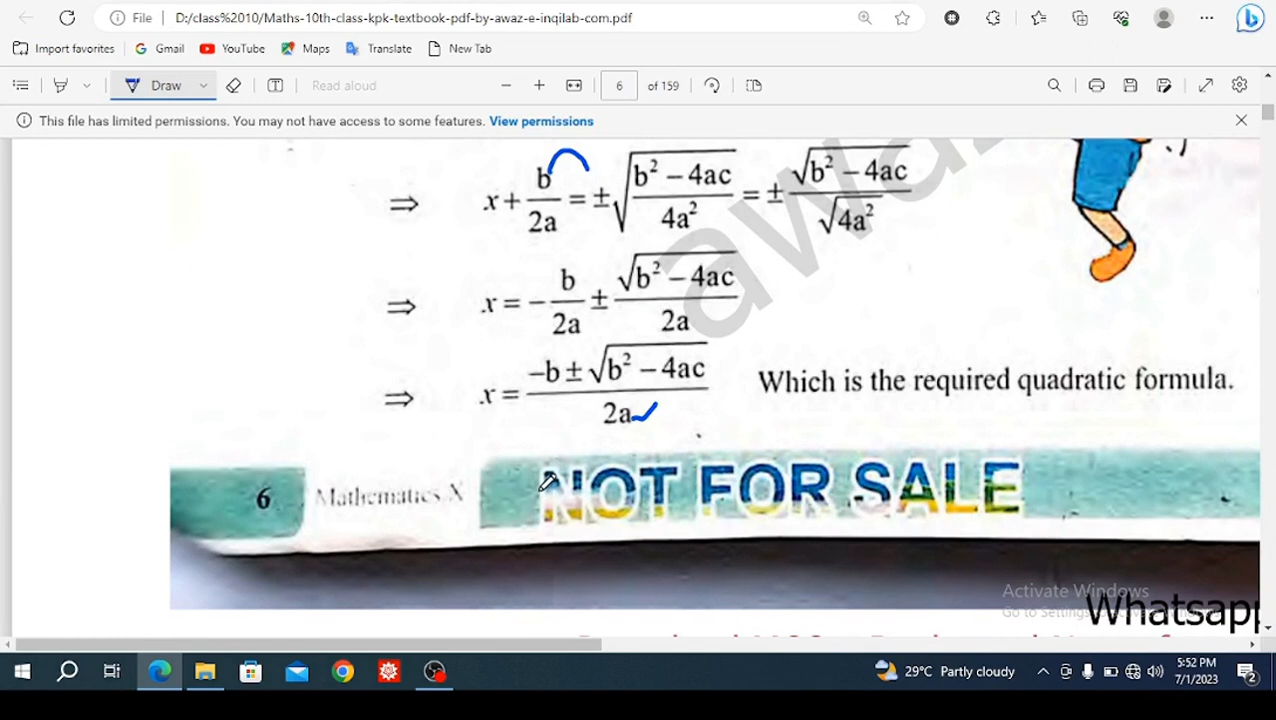 File D:/class%2010/Maths-10th-class-kpk-textbook-pdf-by-awaz-e-inqilab-com.pdf
Import favorites Gmail YouTube Maps Translate New Tab
Draw Read aloud 6 of 159
This file has limited permissions. You may not have access to some features. View permissions
⇒ x + b/2a = ±√((b² – 4ac)/4a²) = ± √(b² – 4ac)/√(4a²)
⇒ x = – b/2a ± √(b² – 4ac)/2a
⇒ x = (–b ± √(b² – 4ac))/2a Which is the required quadratic formula.
awa
6 Mathematics X NOT FOR SALE
Activate Windows
Whatsapp
29°C Partly cloudy 5:52 PM
7/1/2023
2